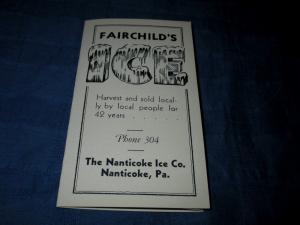 FAIRCHILD'S
ICE
Harvest and sold local-
ly by local people for
42 years . . . . .
Phone 304
The Nanticoke Ice Co.
Nanticoke, Pa.